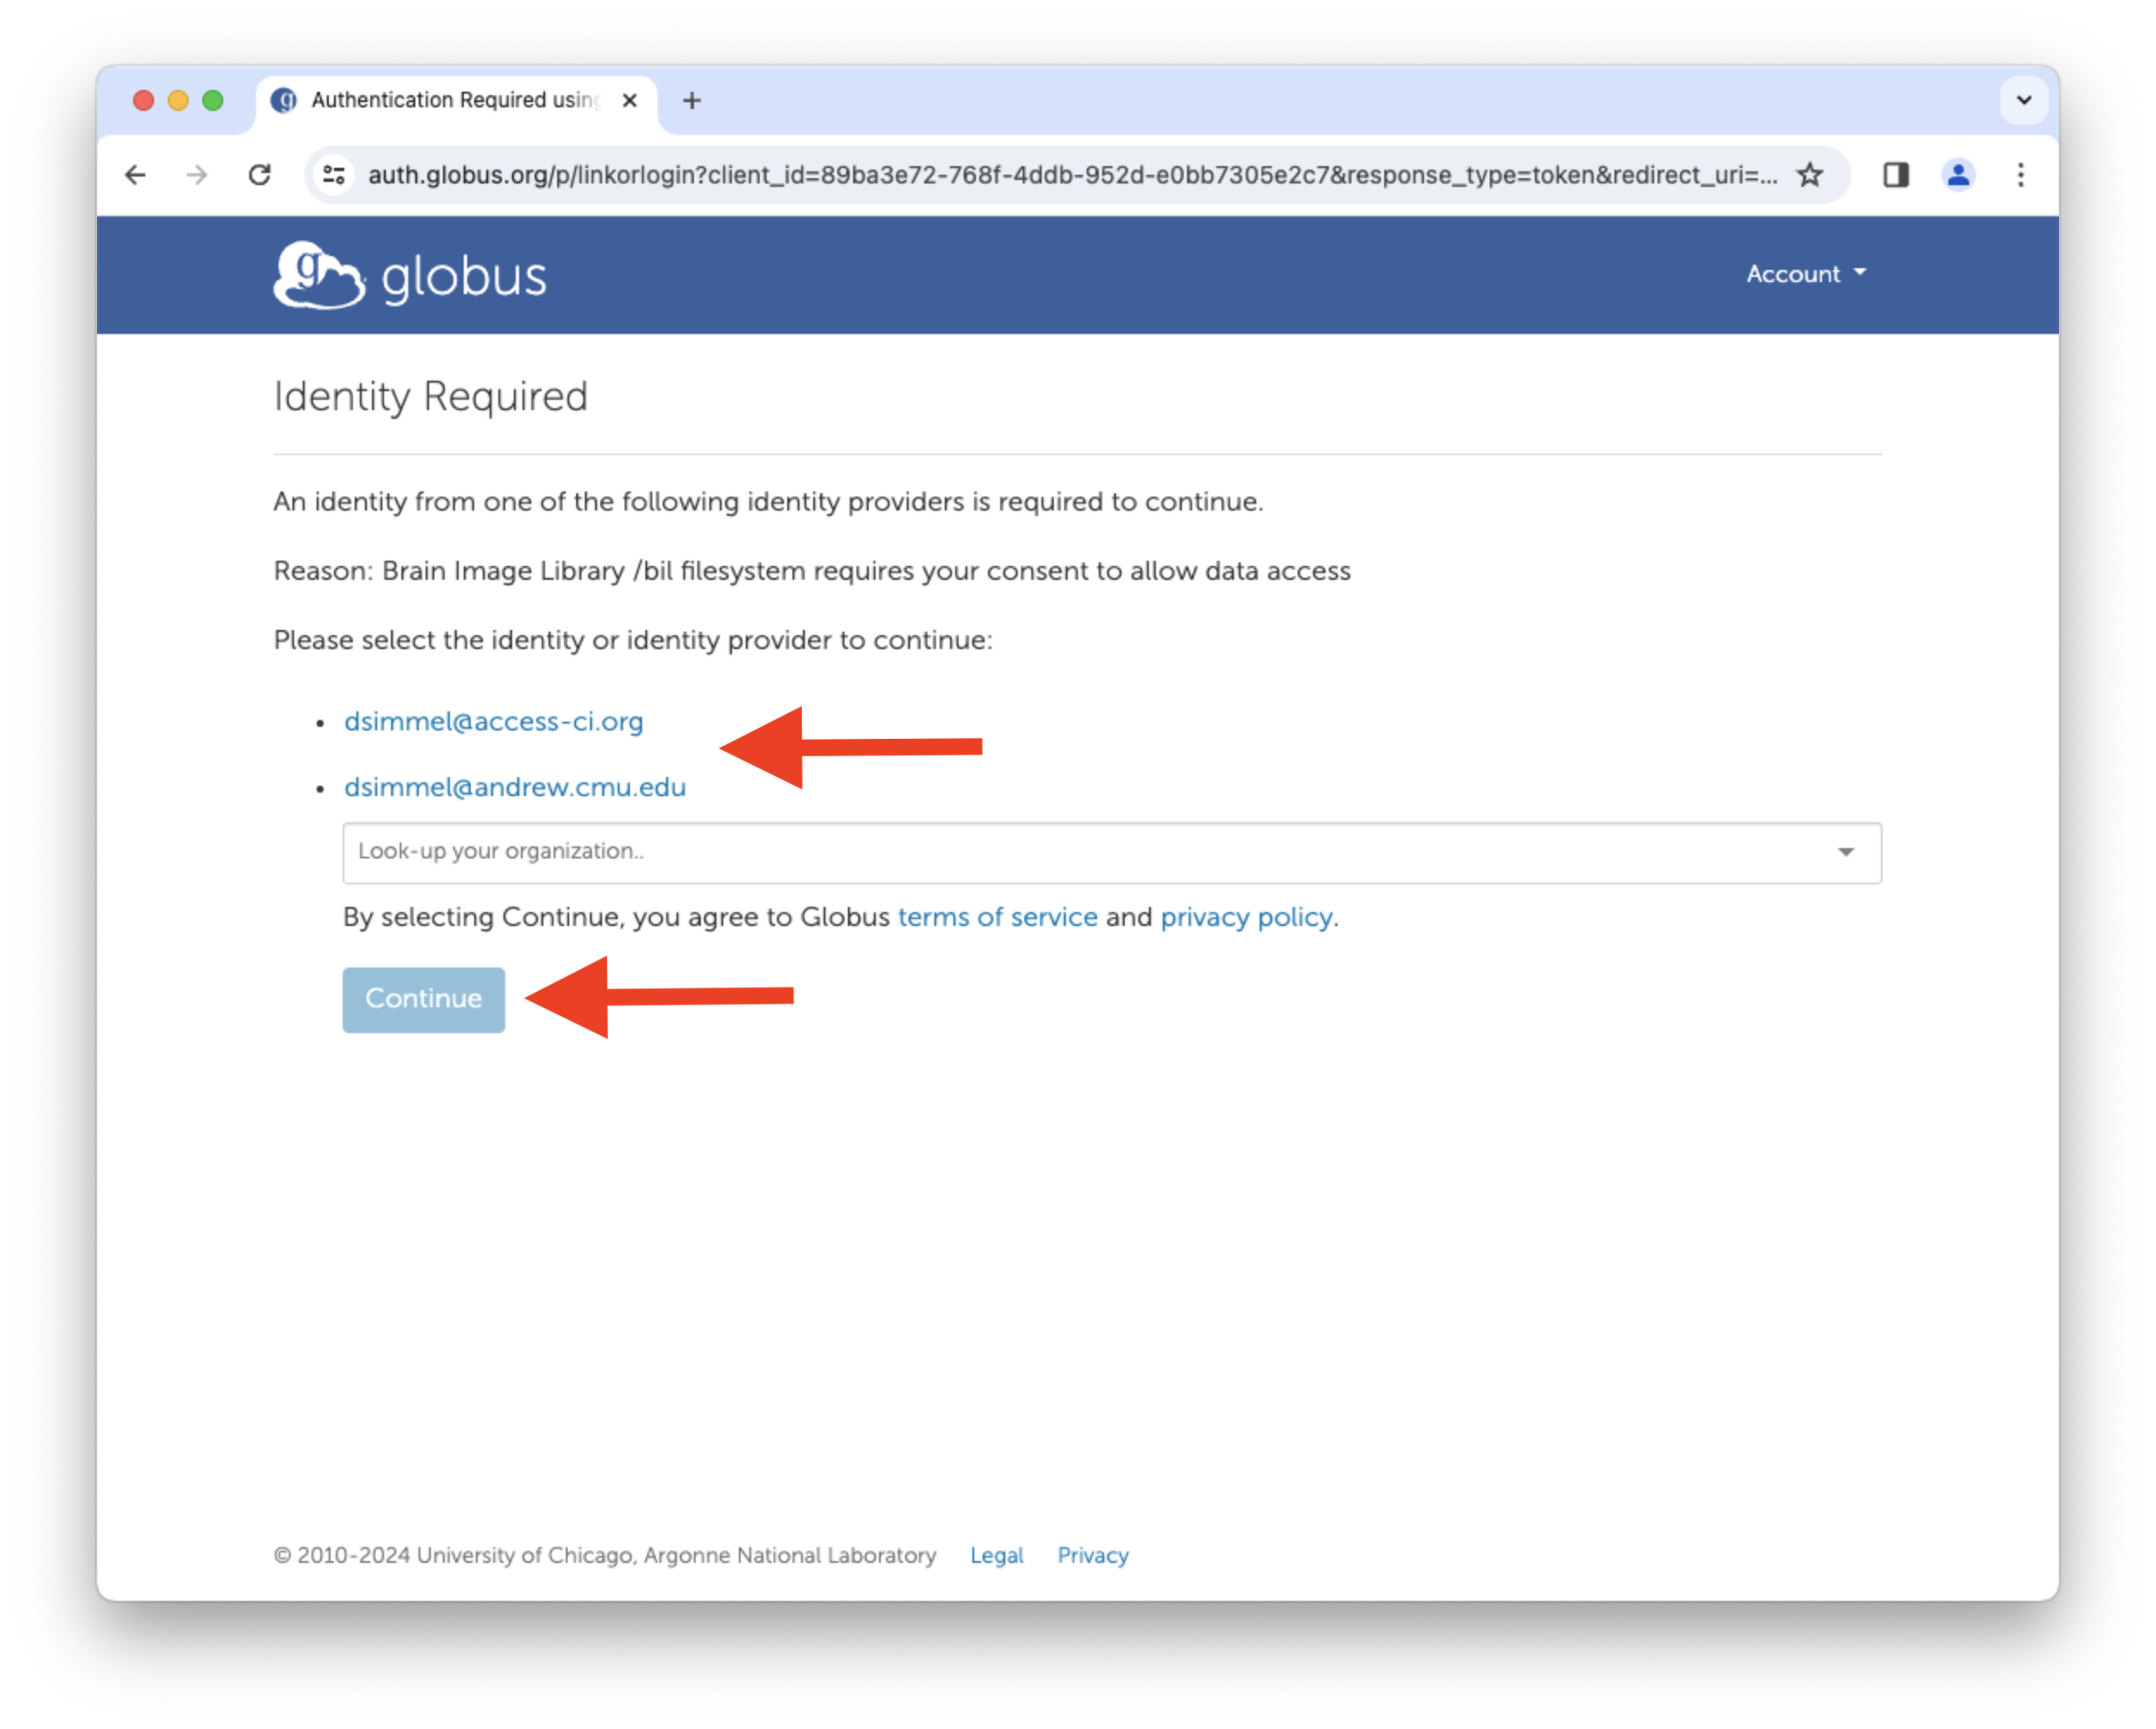 Authentication Required using
auth.globus.org/p/linkorlogin?client_id=89ba3e72-768f-4ddb-952d-e0bb7305e2c7&response_type=token&redirect_uri=...
g globus
Account
Identity Required
An identity from one of the following identity providers is required to continue.
Reason: Brain Image Library /bil filesystem requires your consent to allow data access
Please select the identity or identity provider to continue:
• dsimmel@access-ci.org
• dsimmel@andrew.cmu.edu
Look-up your organization..
By selecting Continue, you agree to Globus terms of service and privacy policy.
Continue
© 2010-2024 University of Chicago, Argonne National Laboratory Legal Privacy